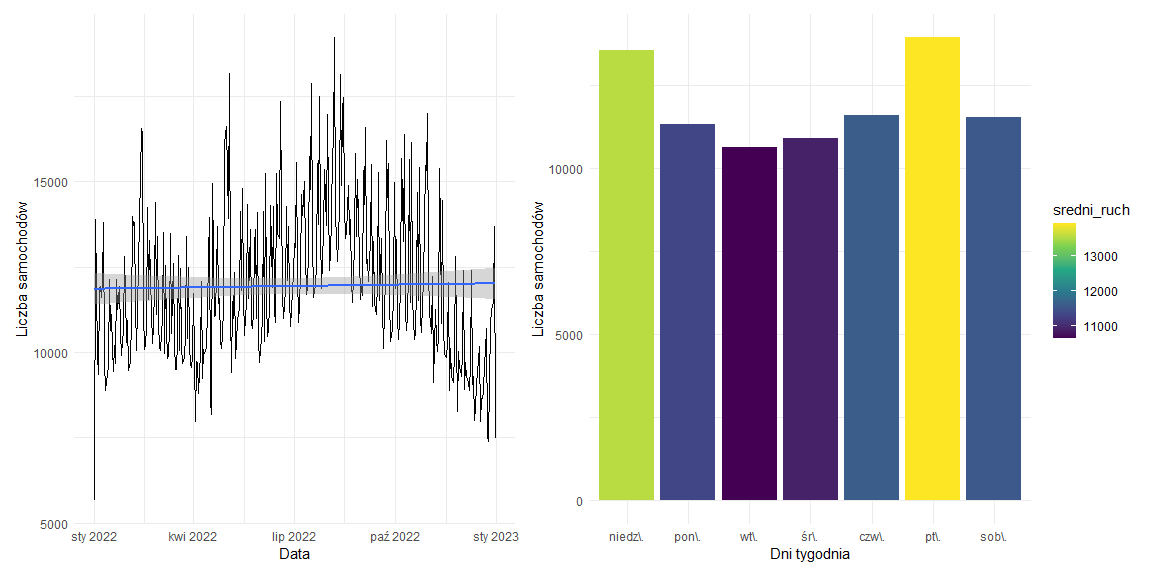 Liczba samochodów
15000
10000
5000
sty 2022
kwi 2022
lip 2022
paź 2022
sty 2023
Data
Liczba samochodów
10000
5000
0
niedz\.
pon\.
wt\.
śr\.
czw\.
pt\.
sob\.
Dni tygodnia
sredni_ruch
13000
12000
11000